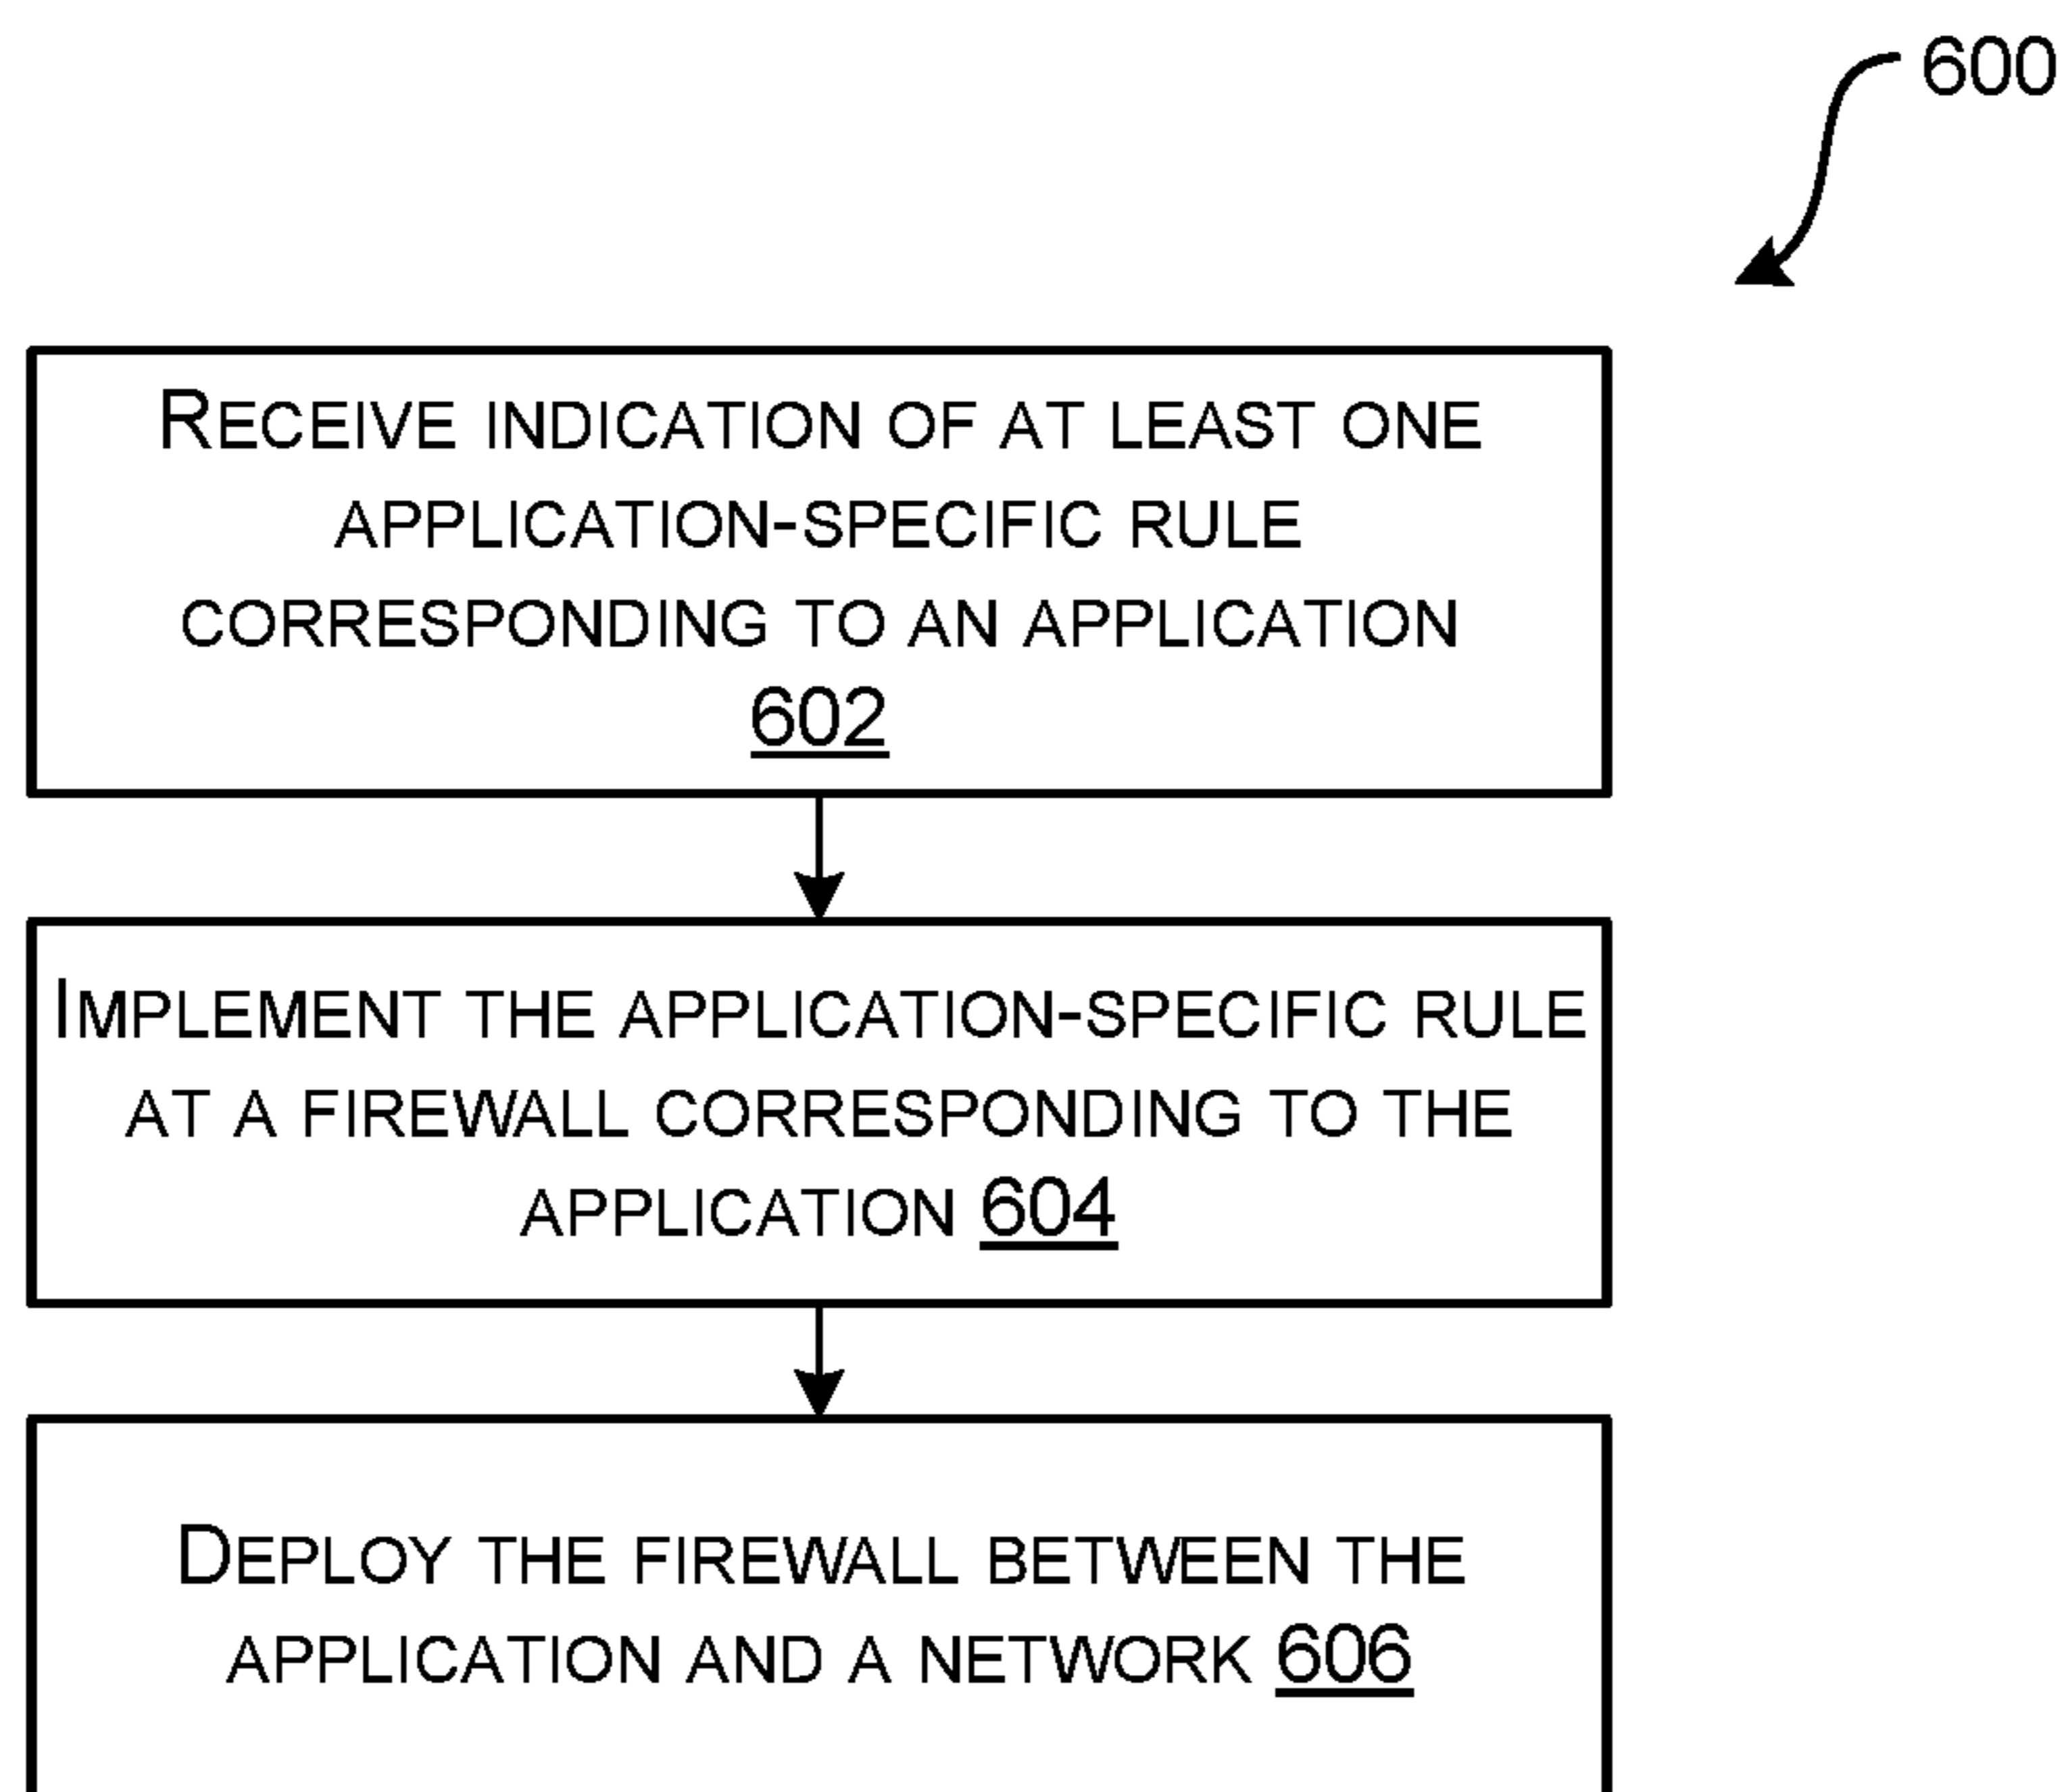 600
RECEIVE INDICATION OF AT LEAST ONE
APPLICATION-SPECIFIC RULE
CORRESPONDING TO AN APPLICATION
602
IMPLEMENT THE APPLICATION-SPECIFIC RULE
AT A FIREWALL CORRESPONDING TO THE
APPLICATION 604
DEPLOY THE FIREWALL BETWEEN THE
APPLICATION AND A NETWORK 606